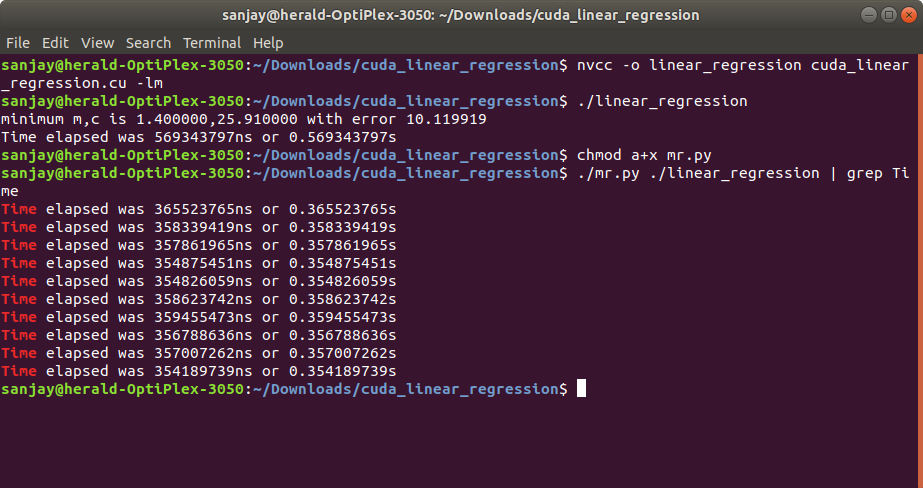 sanjay@herald-OptiPlex-3050: ~/Downloads/cuda_linear_regression
File Edit View Search Terminal Help
sanjay@herald-OptiPlex-3050:~/Downloads/cuda_linear_regression$ nvcc -o linear_regression cuda_linear
_regression.cu -lm
sanjay@herald-OptiPlex-3050:~/Downloads/cuda_linear_regression$ ./linear_regression
minimum m,c is 1.400000,25.910000 with error 10.119919
Time elapsed was 569343797ns or 0.569343797s
sanjay@herald-OptiPlex-3050:~/Downloads/cuda_linear_regression$ chmod a+x mr.py
sanjay@herald-OptiPlex-3050:~/Downloads/cuda_linear_regression$ ./mr.py ./linear_regression | grep Ti
me
Time elapsed was 365523765ns or 0.365523765s
Time elapsed was 358339419ns or 0.358339419s
Time elapsed was 357861965ns or 0.357861965s
Time elapsed was 354875451ns or 0.354875451s
Time elapsed was 354826059ns or 0.354826059s
Time elapsed was 358623742ns or 0.358623742s
Time elapsed was 359455473ns or 0.359455473s
Time elapsed was 356788636ns or 0.356788636s
Time elapsed was 357007262ns or 0.357007262s
Time elapsed was 354189739ns or 0.354189739s
sanjay@herald-OptiPlex-3050:~/Downloads/cuda_linear_regression$